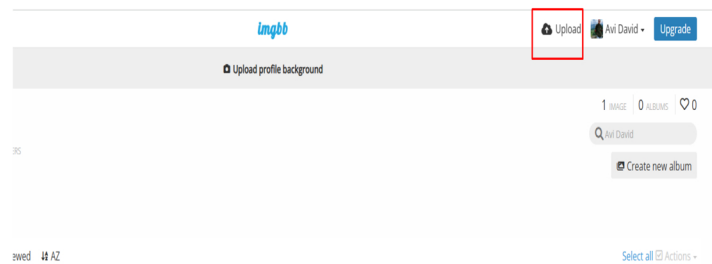 imgbb
Upload
Avi David
Upgrade
Upload profile background
1 IMAGE 0 ALBUMS 0
Avi David
ERS
Create new album
ewed AZ
Select all Actions